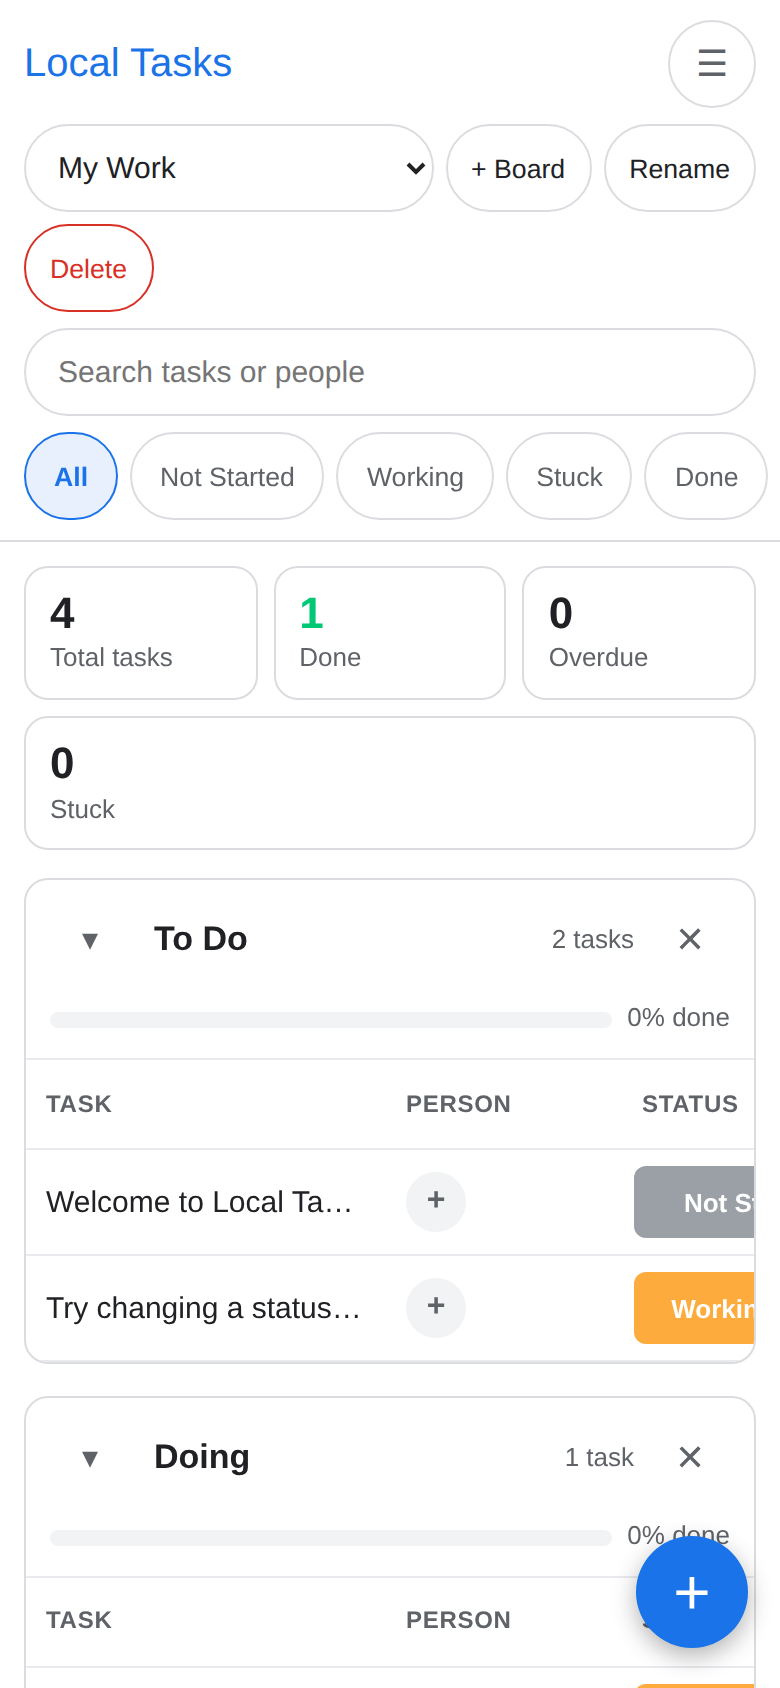 Local Tasks
My Work
+ Board
Rename
Delete
Search tasks or people
All
Not Started
Working
Stuck
Done
4
Total tasks
1
Done
0
Overdue
0
Stuck
▼ To Do 2 tasks ✕
0% done
TASK PERSON STATUS
Welcome to Local Ta… + Not St
Try changing a status… + Workin
▼ Doing 1 task ✕
0% done
TASK PERSON
+